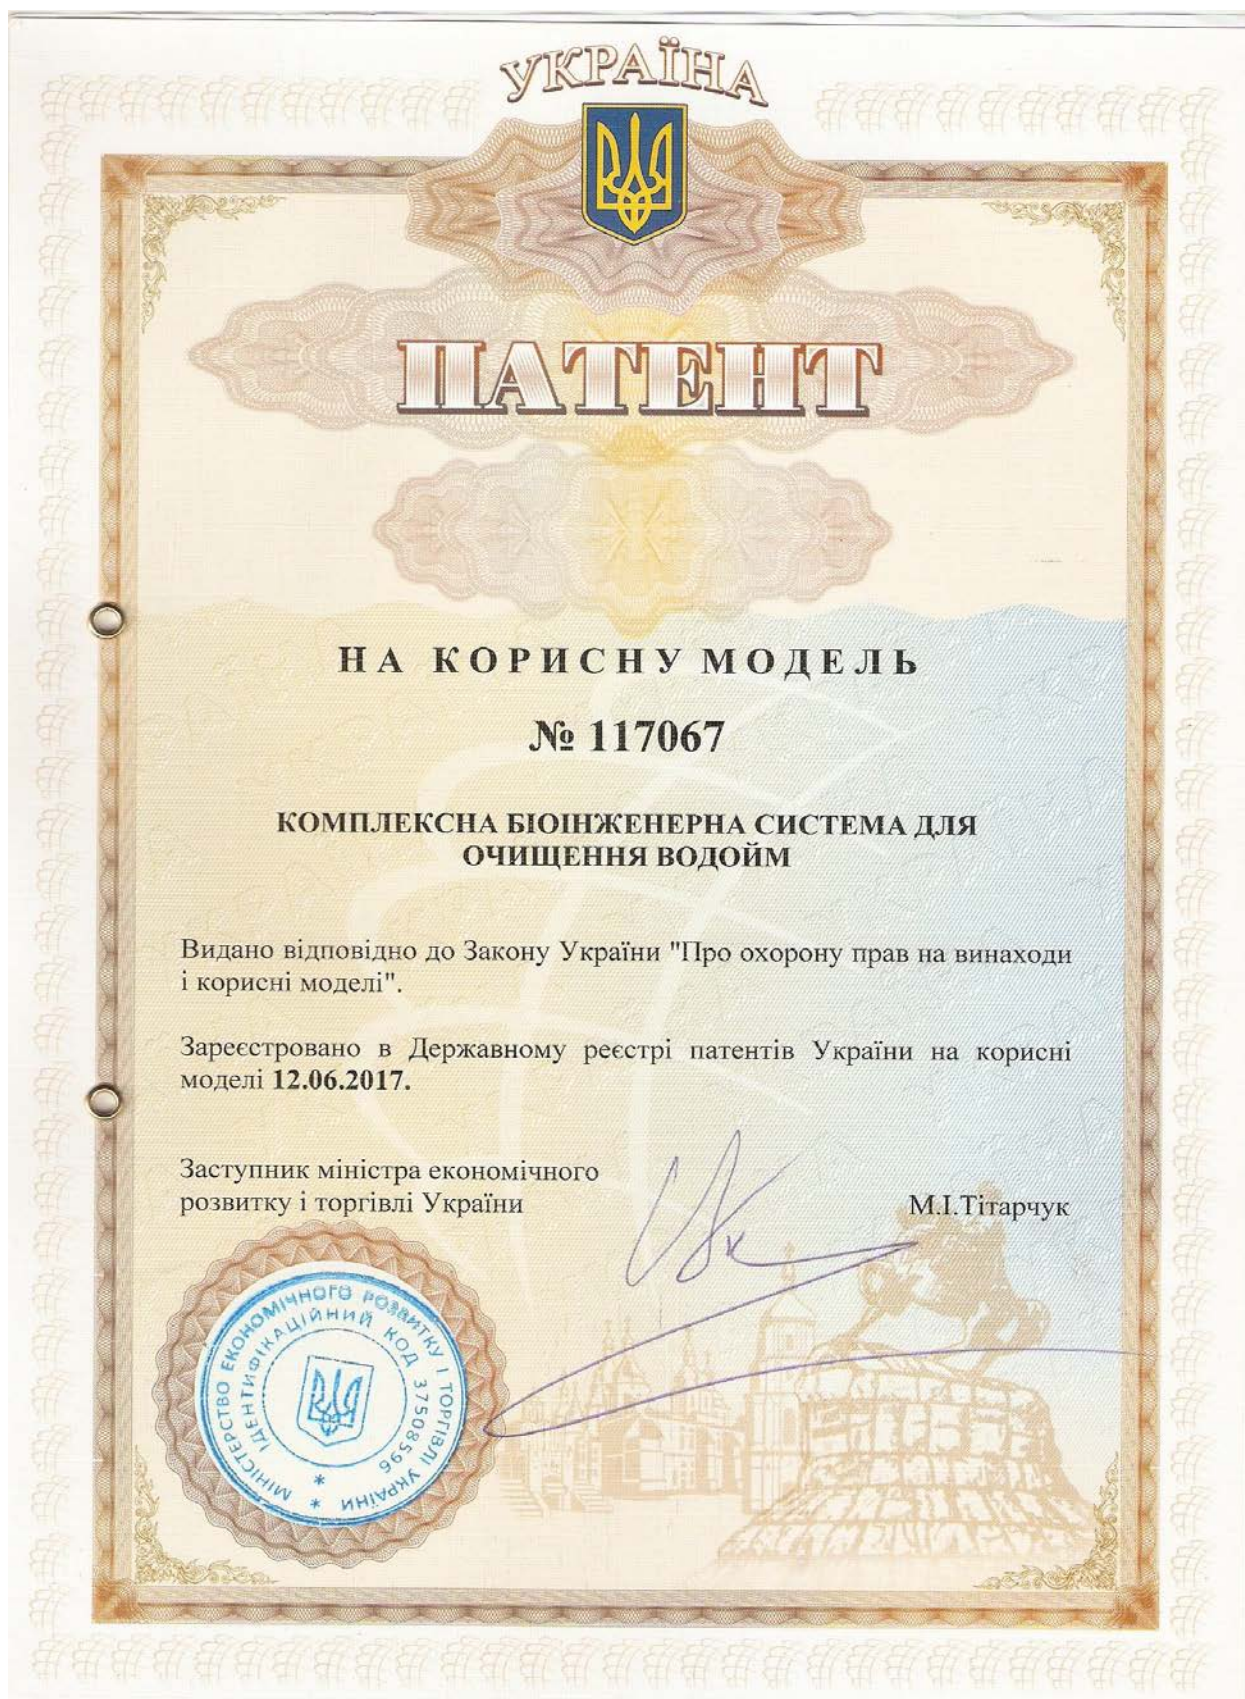 УКРАЇНА
ПАТЕНТ
НА КОРИСНУ МОДЕЛЬ
№ 117067
КОМПЛЕКСНА БІОІНЖЕНЕРНА СИСТЕМА ДЛЯ
ОЧИЩЕННЯ ВОДОЙМ
Видано відповідно до Закону України "Про охорону прав на винаходи
і корисні моделі".
Зареєстровано в Державному реєстрі патентів України на корисні
моделі 12.06.2017.
Заступник міністра економічного
розвитку і торгівлі України
М.І.Тітарчук
МІНІСТЕРСТВО ЕКОНОМІЧНОГО РОЗВИТКУ І ТОРГІВЛІ УКРАЇНИ *
ІДЕНТИФІКАЦІЙНИЙ КОД 37508596 *